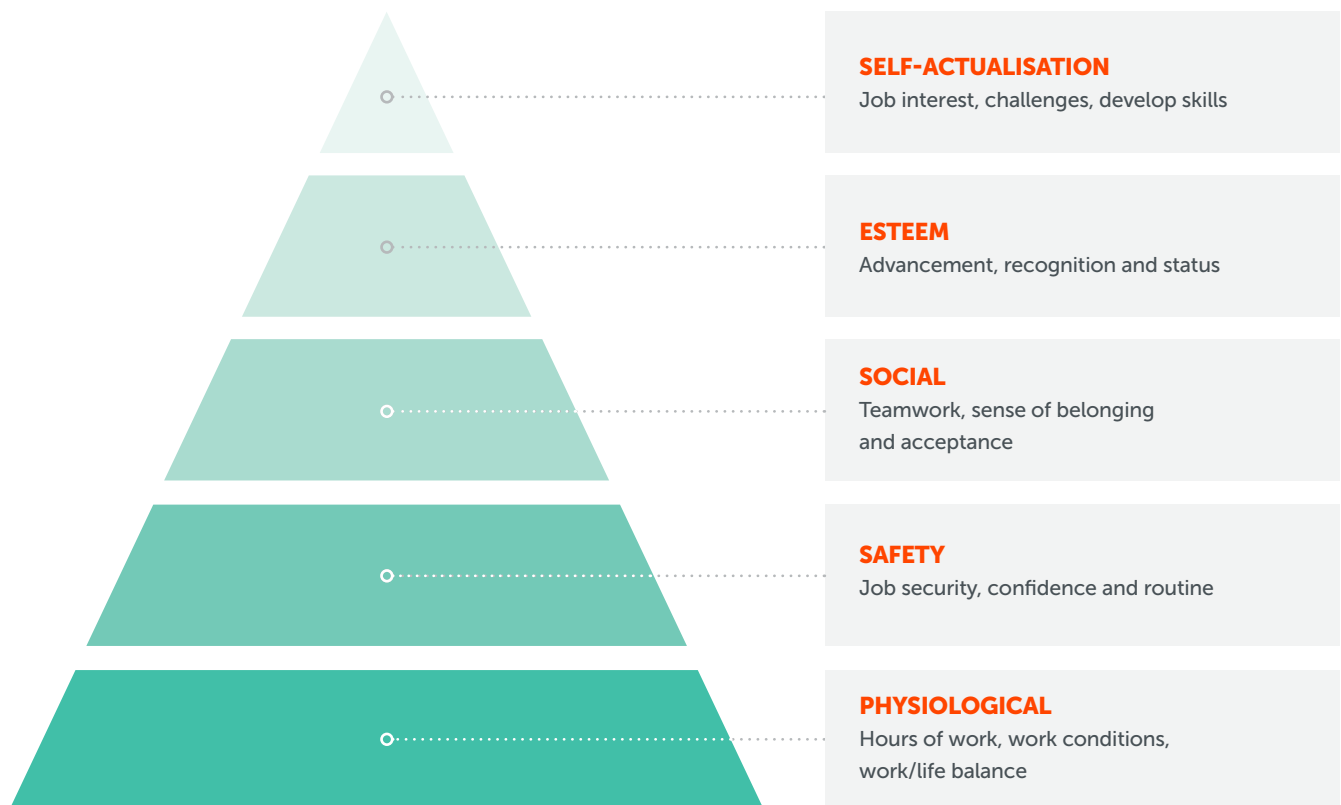 SELF-ACTUALISATION
Job interest, challenges, develop skills
ESTEEM
Advancement, recognition and status
SOCIAL
Teamwork, sense of belonging
and acceptance
SAFETY
Job security, confidence and routine
PHYSIOLOGICAL
Hours of work, work conditions,
work/life balance